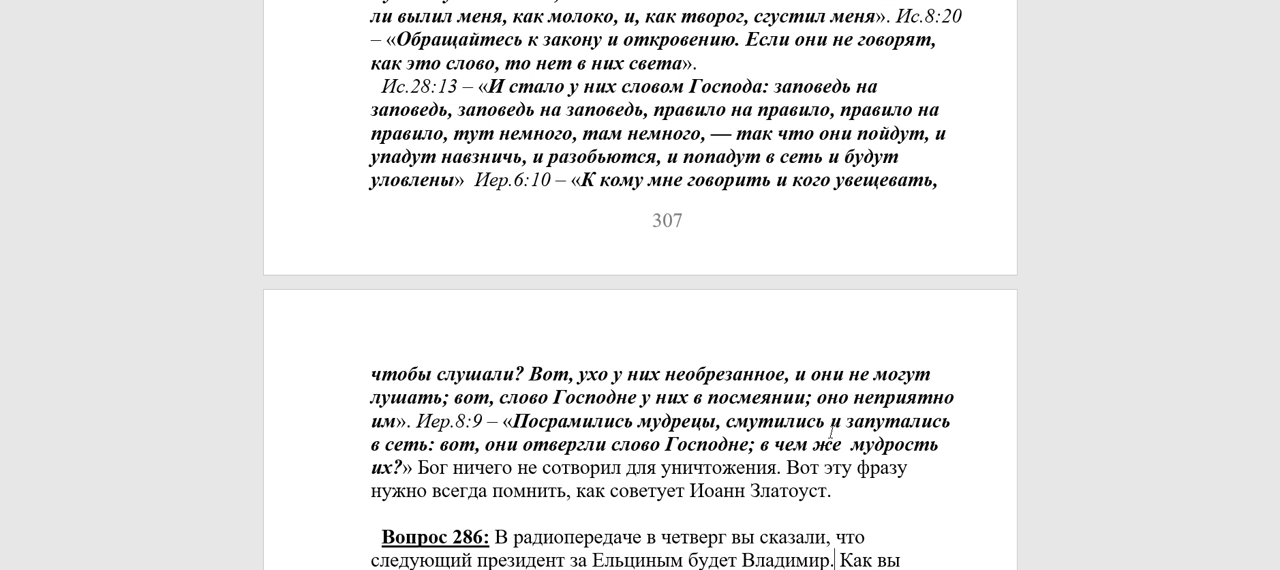 ли вылил меня, как молоко, и, как творог, сгустил меня». Ис.8:20
– «Обращайтесь к закону и откровению. Если они не говорят,
как это слово, то нет в них света».
Ис.28:13 – «И стало у них словом Господа: заповедь на
заповедь, заповедь на заповедь, правило на правило, правило на
правило, тут немного, там немного, — так что они пойдут, и
упадут навзничь, и разобьются, и попадут в сеть и будут
уловлены» Иер.6:10 – «К кому мне говорить и кого увещевать,
307
чтобы слушали? Вот, ухо у них необрезанное, и они не могут
лушать; вот, слово Господне у них в посмеянии; оно неприятно
им». Иер.8:9 – «Посрамились мудрецы, смутились и запутались
в сеть: вот, они отвергли слово Господне; в чем же мудрость
их?» Бог ничего не сотворил для уничтожения. Вот эту фразу
нужно всегда помнить, как советует Иоанн Златоуст.
Вопрос 286: В радиопередаче в четверг вы сказали, что
следующий президент за Ельциным будет Владимир. Как вы